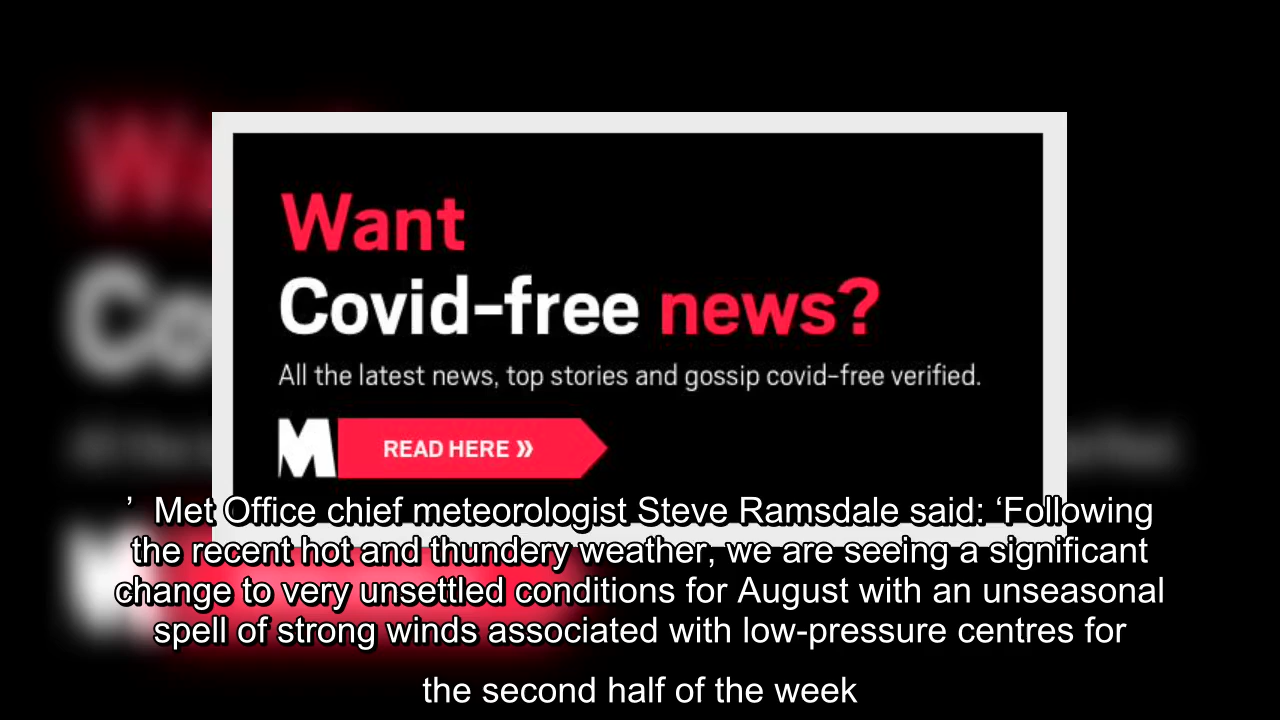 Want
Covid-free news?
All the latest news, top stories and gossip covid-free verified.
M READ HERE »
’ Met Office chief meteorologist Steve Ramsdale said: ‘Following
the recent hot and thundery weather, we are seeing a significant
change to very unsettled conditions for August with an unseasonal
spell of strong winds associated with low-pressure centres for
the second half of the week